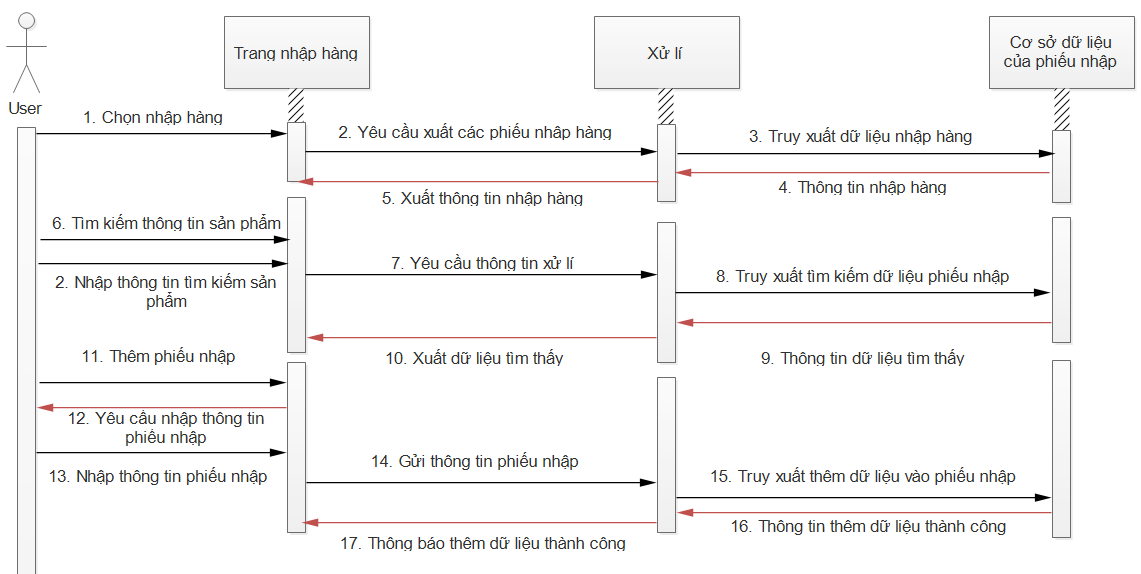 User
Trang nhập hàng
Xử lí
Cơ sở dữ liệu
của phiếu nhập
1. Chọn nhập hàng
2. Yêu cầu xuất các phiếu nhâp hàng
3. Truy xuất dữ liệu nhập hàng
4. Thông tin nhập hàng
5. Xuất thông tin nhập hàng
6. Tìm kiếm thông tin sản phẩm
2. Nhập thông tin tìm kiếm sản
phẩm
7. Yêu cầu thông tin xử lí
8. Truy xuất tìm kiếm dữ liệu phiếu nhập
9. Thông tin dữ liệu tìm thấy
10. Xuất dữ liệu tìm thấy
11. Thêm phiếu nhập
12. Yêu cầu nhập thông tin
phiếu nhập
13. Nhập thông tin phiếu nhập
14. Gửi thông tin phiếu nhập
15. Truy xuất thêm dữ liệu vào phiếu nhập
16. Thông tin thêm dữ liệu thành công
17. Thông báo thêm dữ liệu thành công